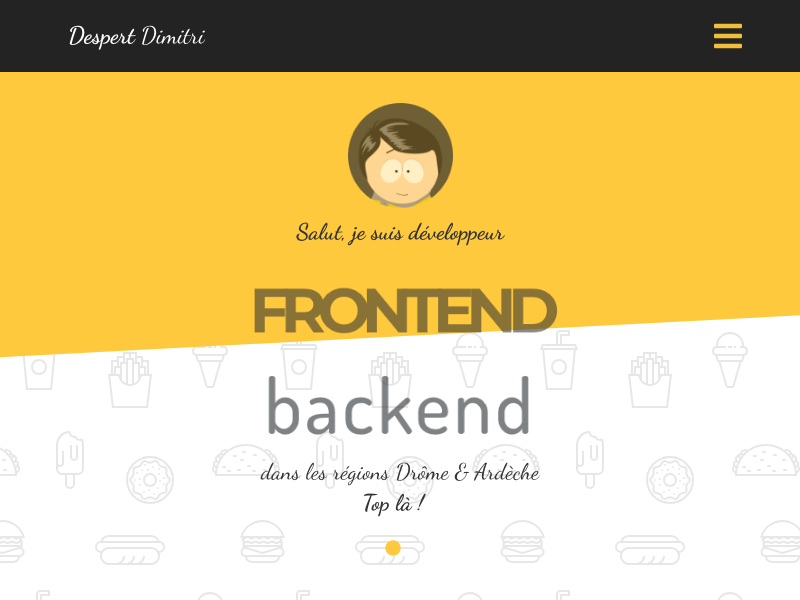 Despert Dimitri
Salut, je suis développeur
FRONTEND
backend
dans les régions Drôme & Ardèche
Top là !